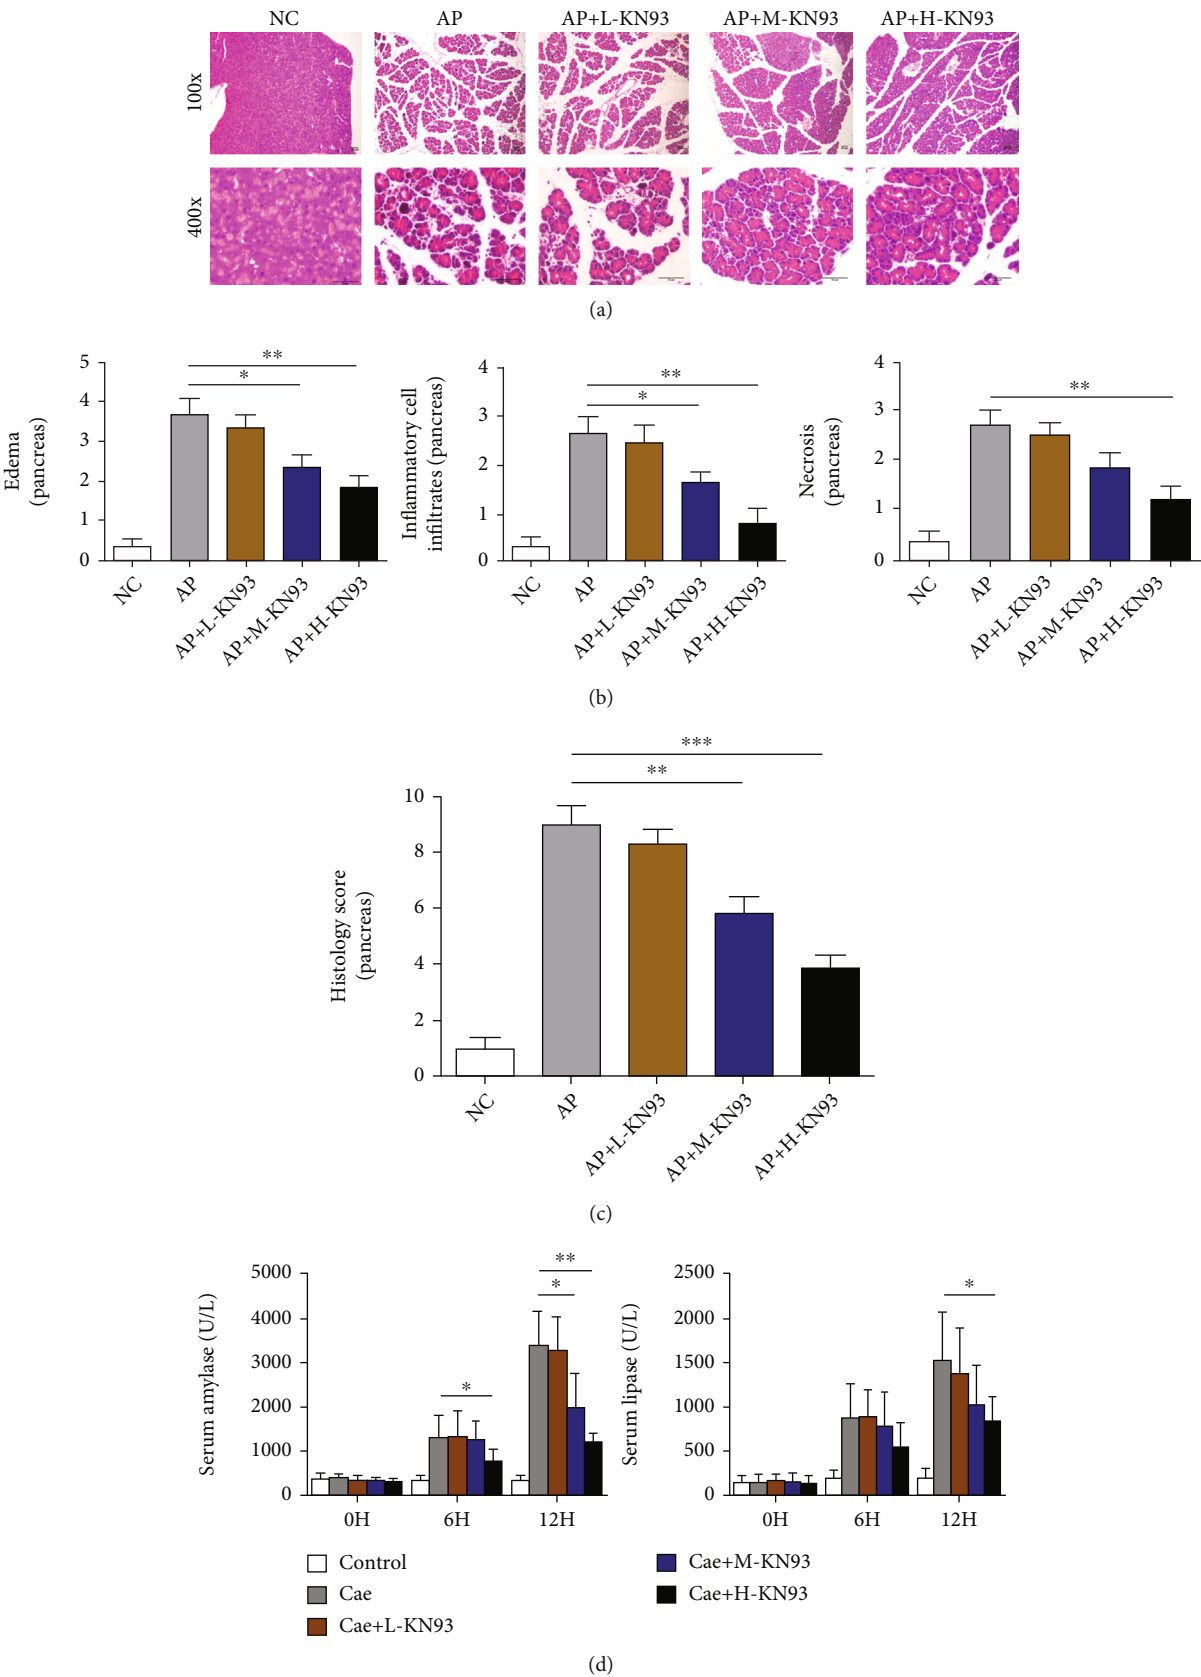 NC AP AP+L-KN93 AP+M-KN93 AP+H-KN93
100x
400x
(a)
Edema
(pancreas)
5
4
3
2
1
0
** 
*
NC AP AP+L-KN93 AP+M-KN93 AP+H-KN93
Inflammatory cell
infiltrates (pancreas)
4
3
2
1
0
**
*
NC AP AP+L-KN93 AP+M-KN93 AP+H-KN93
Necrosis
(pancreas)
4
3
2
1
0
**
NC AP AP+L-KN93 AP+M-KN93 AP+H-KN93
(b)
Histology score
(pancreas)
10
8
6
4
2
0
***
**
NC AP AP+L-KN93 AP+M-KN93 AP+H-KN93
(c)
Serum amylase (U/L)
5000
4000
3000
2000
1000
0
*
**
*
0H 6H 12H
Serum lipase (U/L)
2500
2000
1500
1000
500
0
*
0H 6H 12H
Control
Cae
Cae+L-KN93
Cae+M-KN93
Cae+H-KN93
(d)